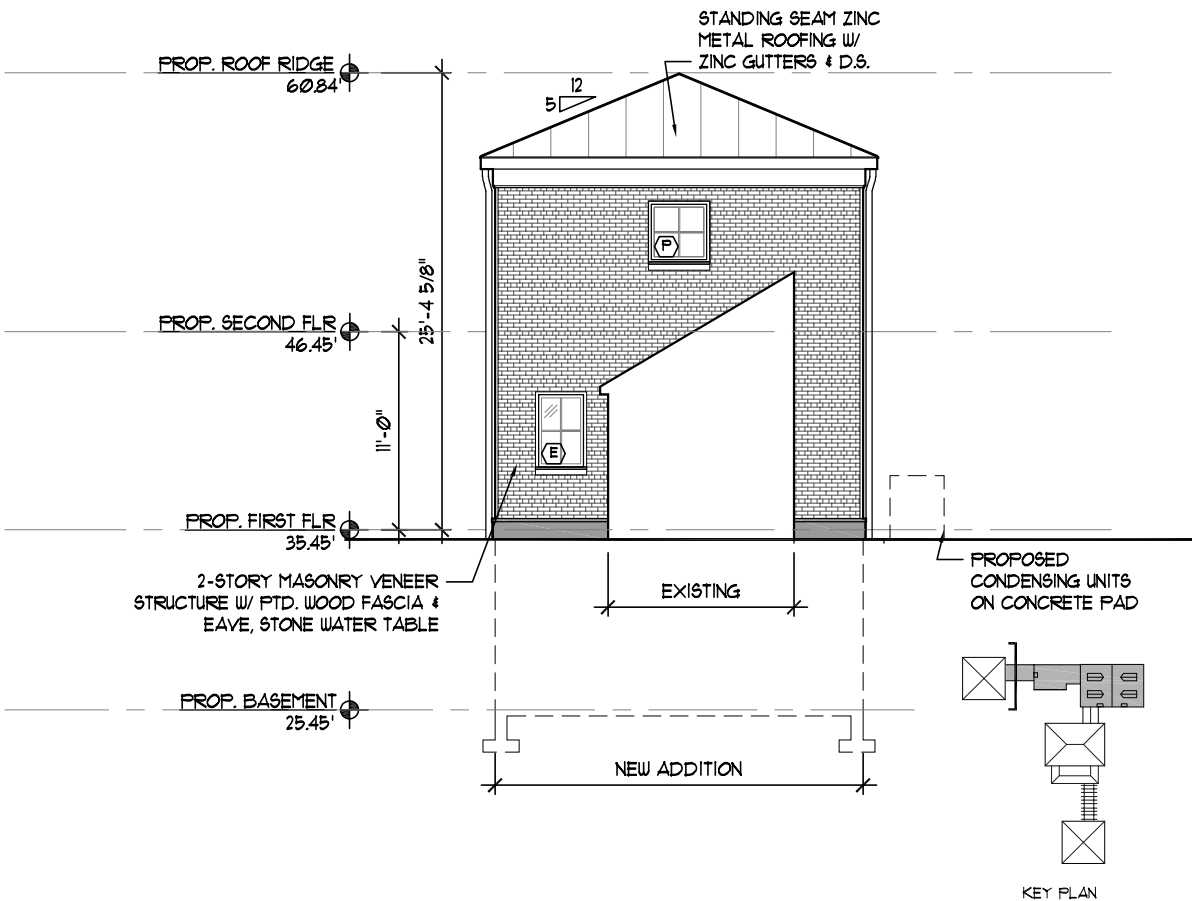 STANDING SEAM ZINC
METAL ROOFING W/
ZINC GUTTERS & D.S.
PROP. ROOF RIDGE
60.84'
12
5
P
25'-4 5/8"
PROP. SECOND FLR
46.45'
11'-0"
E
PROP. FIRST FLR
35.45'
2-STORY MASONRY VENEER
STRUCTURE W/ PTD. WOOD FASCIA &
EAVE, STONE WATER TABLE
EXISTING
PROPOSED
CONDENSING UNITS
ON CONCRETE PAD
PROP. BASEMENT
25.45'
NEW ADDITION
KEY PLAN